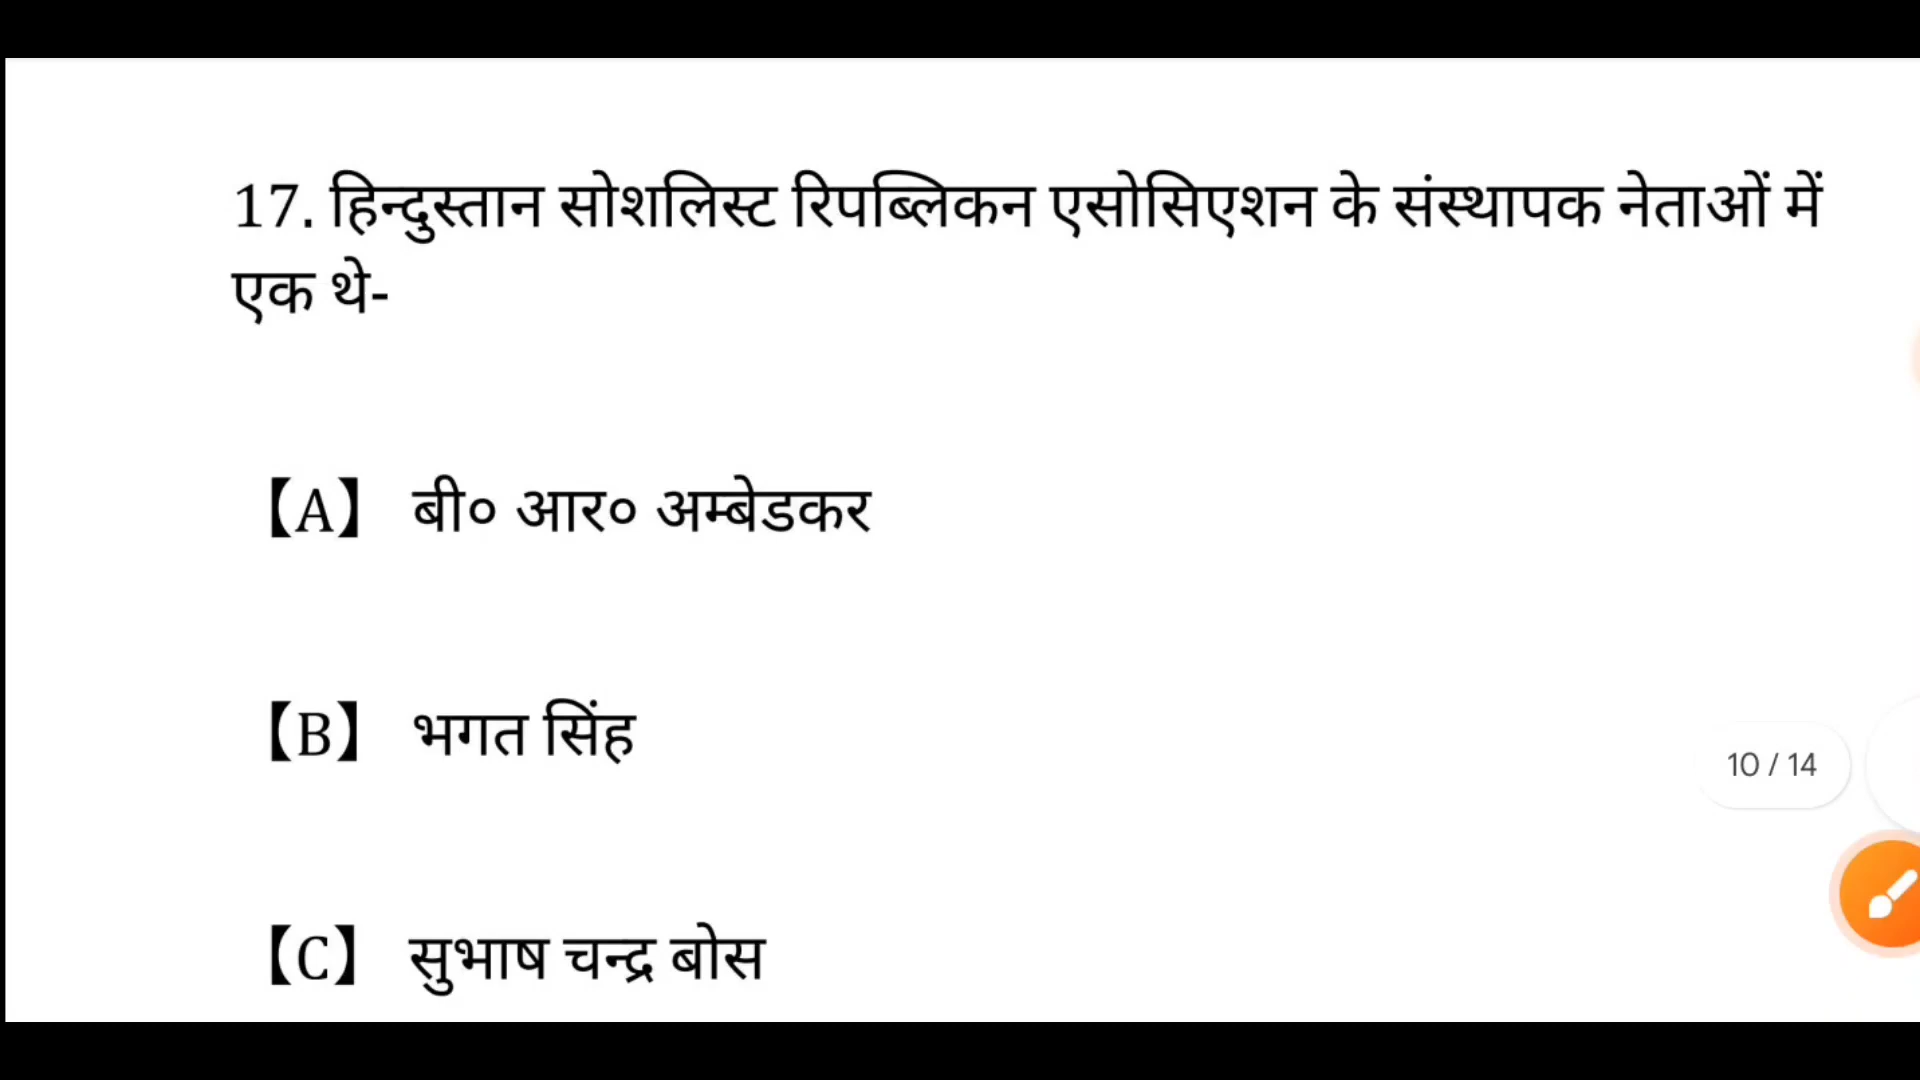 17. हिन्दुस्तान सोशलिस्ट रिपब्लिकन एसोसिएशन के संस्थापक नेताओं में
एक थे-
【A】 बी० आर० अम्बेडकर
【B】 भगत सिंह
10 / 14
【C】 सुभाष चन्द्र बोस